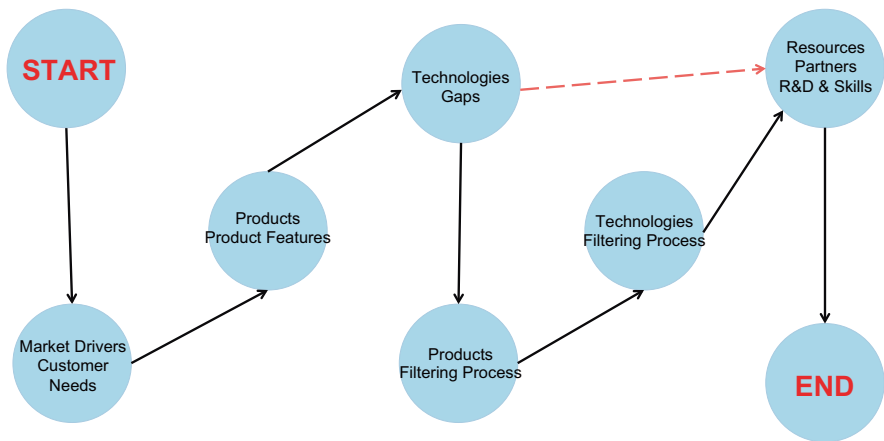 START
Market Drivers
Customer
Needs
Products
Product Features
Technologies
Gaps
Products
Filtering Process
Technologies
Filtering Process
Resources
Partners
R&D & Skills
END